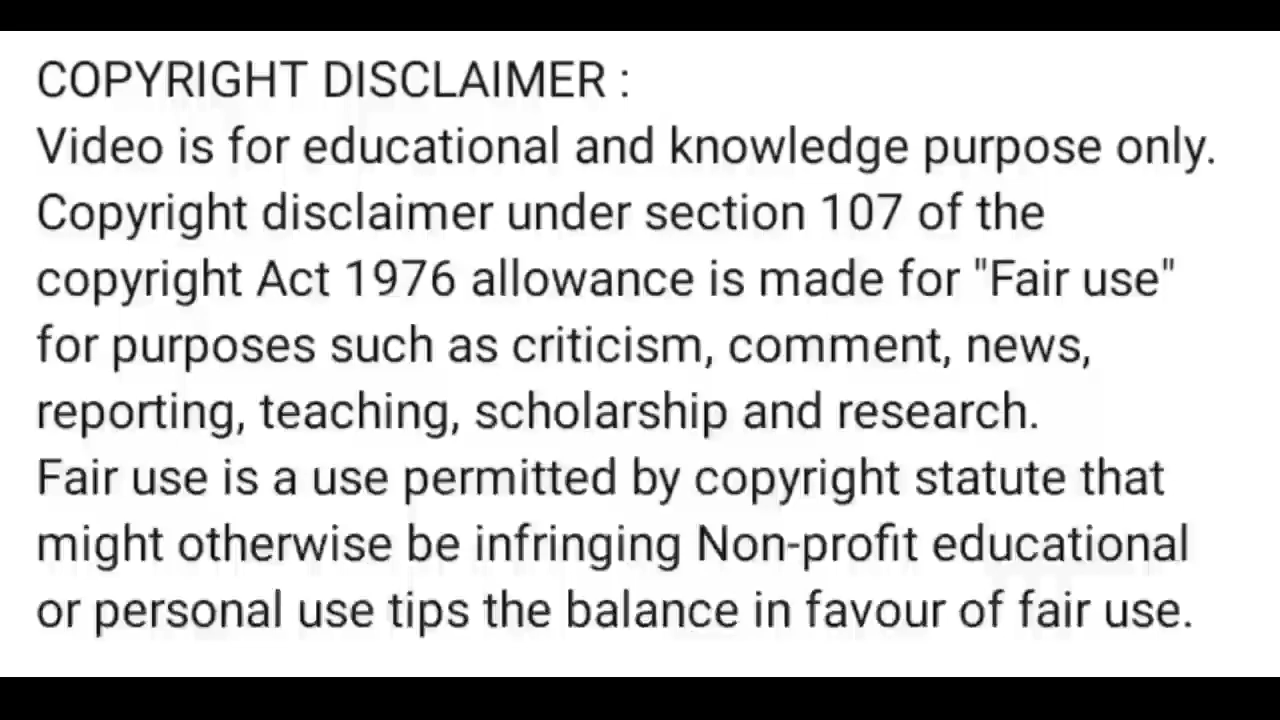 COPYRIGHT DISCLAIMER :
Video is for educational and knowledge purpose only.
Copyright disclaimer under section 107 of the
copyright Act 1976 allowance is made for "Fair use"
for purposes such as criticism, comment, news,
reporting, teaching, scholarship and research.
Fair use is a use permitted by copyright statute that
might otherwise be infringing Non-profit educational
or personal use tips the balance in favour of fair use.